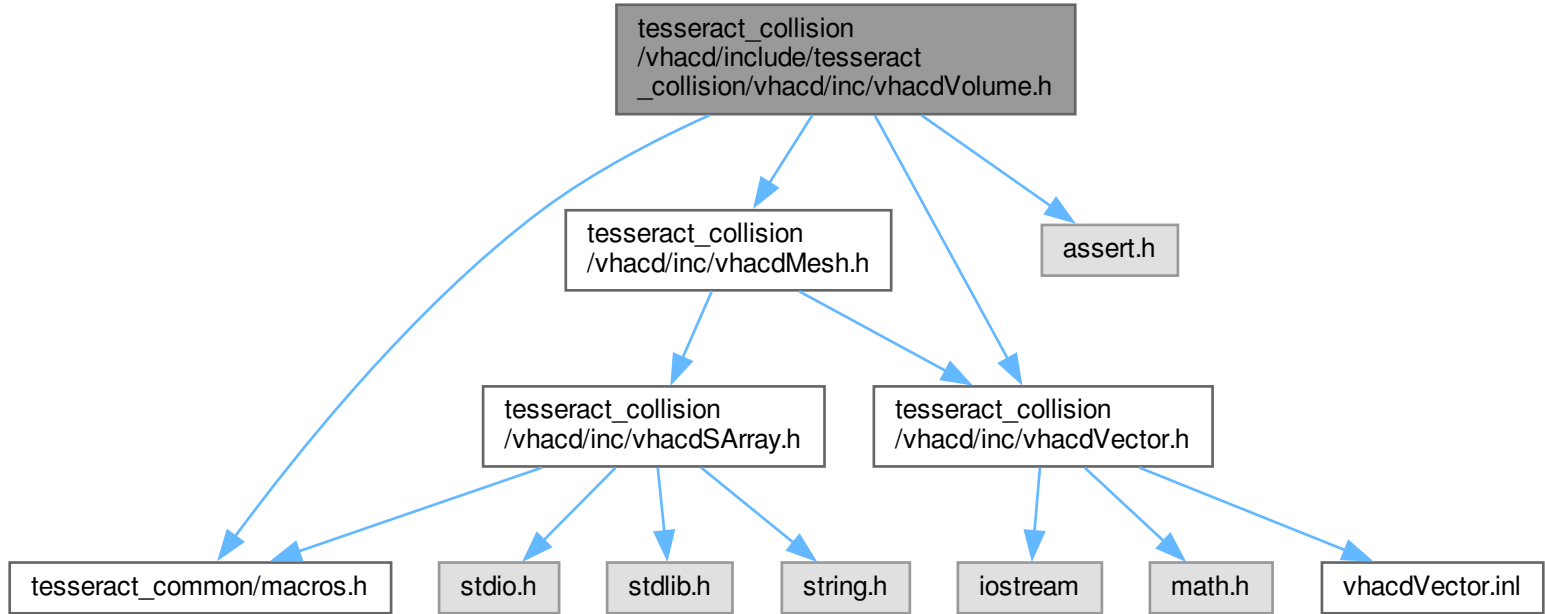 tesseract_collision
/vhacd/include/tesseract
_collision/vhacd/inc/vhacdVolume.h
tesseract_collision
/vhacd/inc/vhacdMesh.h
assert.h
tesseract_collision
/vhacd/inc/vhacdSArray.h
tesseract_collision
/vhacd/inc/vhacdVector.h
tesseract_common/macros.h
stdio.h
stdlib.h
string.h
iostream
math.h
vhacdVector.inl